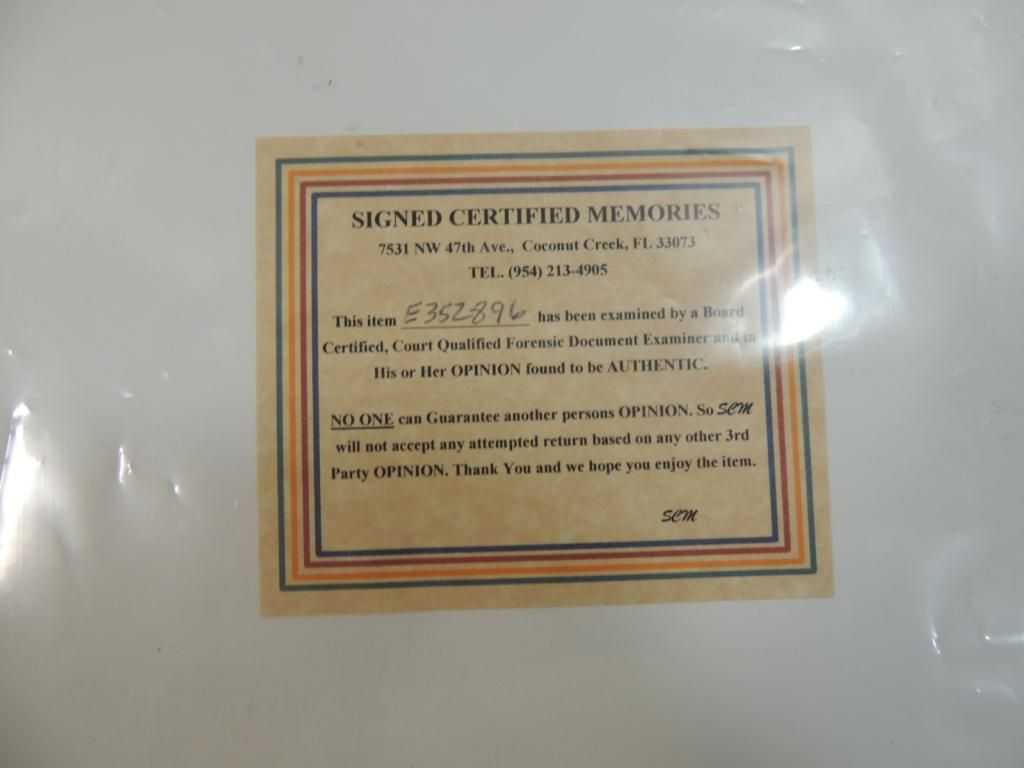 SIGNED CERTIFIED MEMORIES
7531 NW 47th Ave., Coconut Creek, FL 33073
TEL. (954) 213-4905
This item E352896 has been examined by a Board
Certified, Court Qualified Forensic Document Examiner and in
His or Her OPINION found to be AUTHENTIC.
NO ONE can Guarantee another persons OPINION. So SCM
will not accept any attempted return based on any other 3rd
Party OPINION. Thank You and we hope you enjoy the item.
SCM